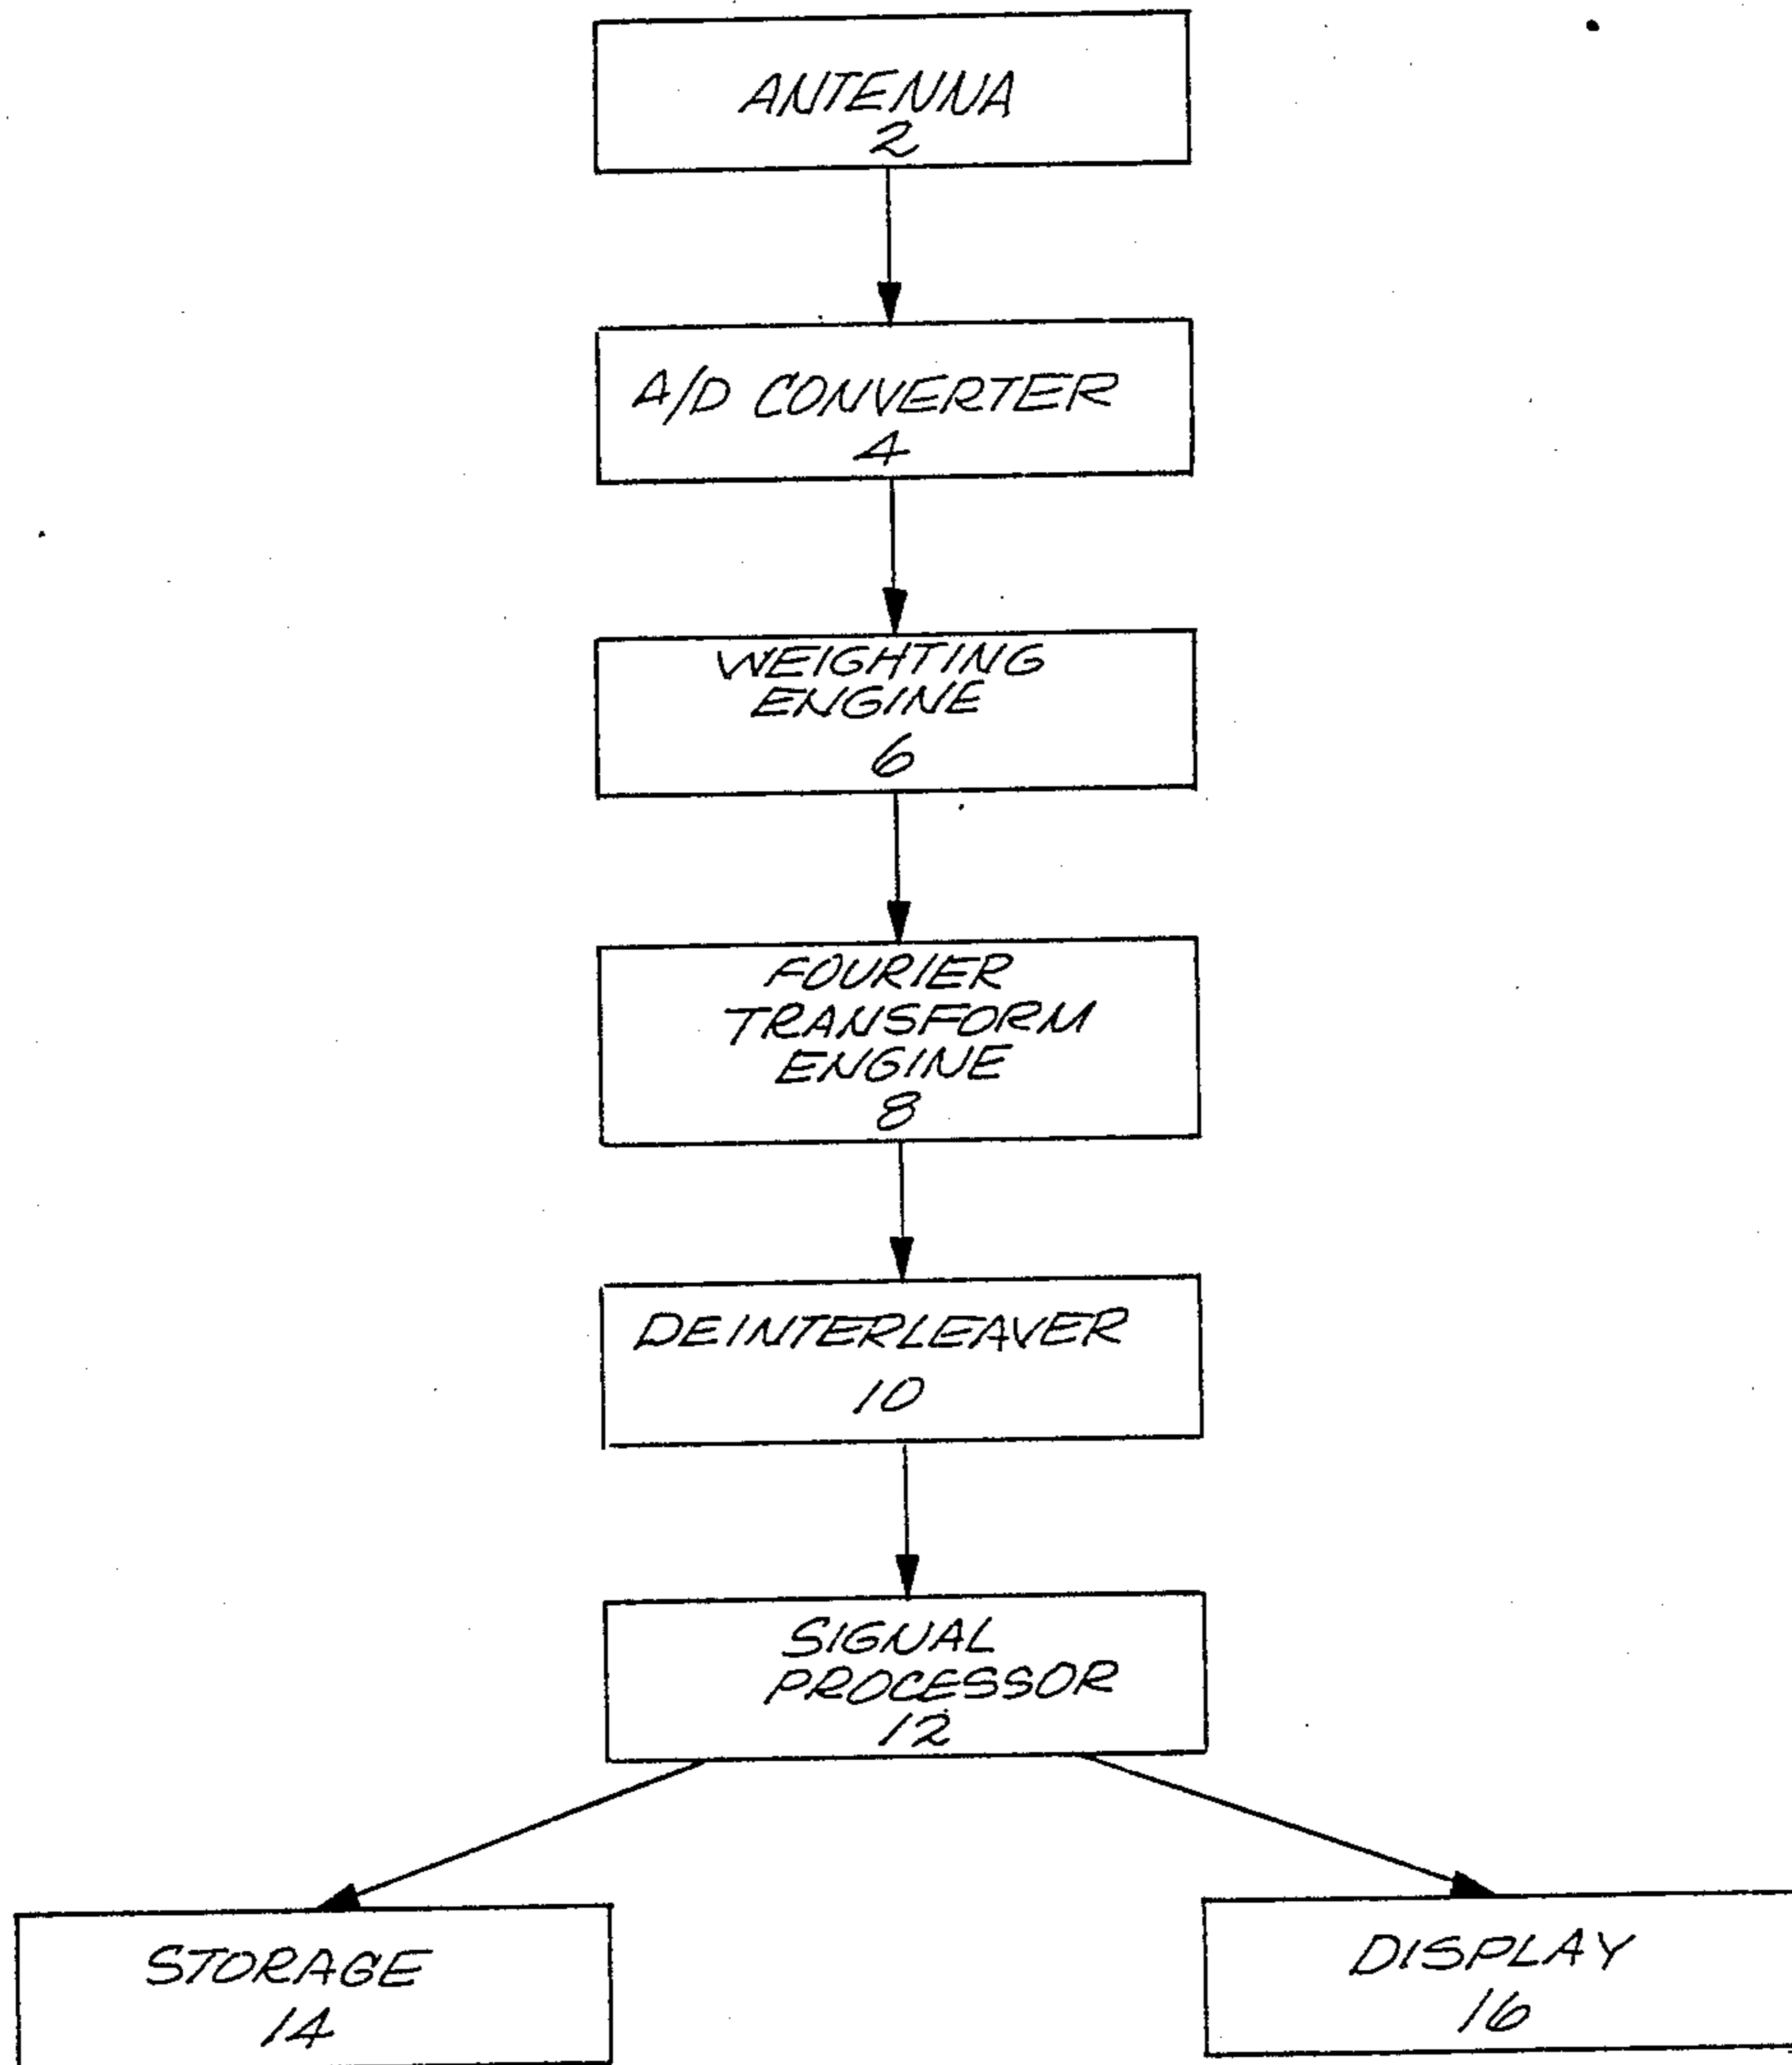 ANTENNA
2
A/D CONVERTER
4
WEIGHTING
ENGINE
6
FOURIER
TRANSFORM
ENGINE
8
DEINTERLEAVER
10
SIGNAL
PROCESSOR
12
STORAGE
14
DISPLAY
16